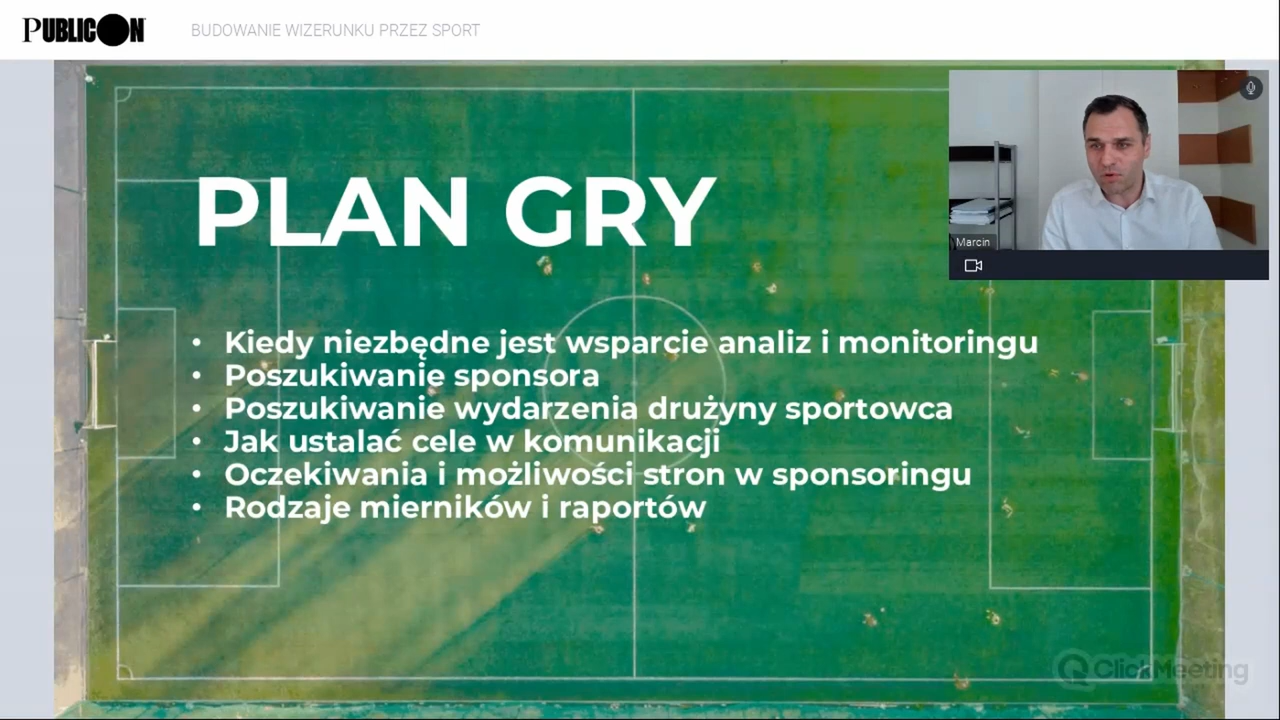 PUBLICON
BUDOWANIE WIZERUNKU PRZEZ SPORT
Marcin
PLAN GRY
• Kiedy niezbędne jest wsparcie analiz i monitoringu
• Poszukiwanie sponsora
• Poszukiwanie wydarzenia drużyny sportowca
• Jak ustalać cele w komunikacji
• Oczekiwania i możliwości stron w sponsoringu
• Rodzaje mierników i raportów
ClickMeeting